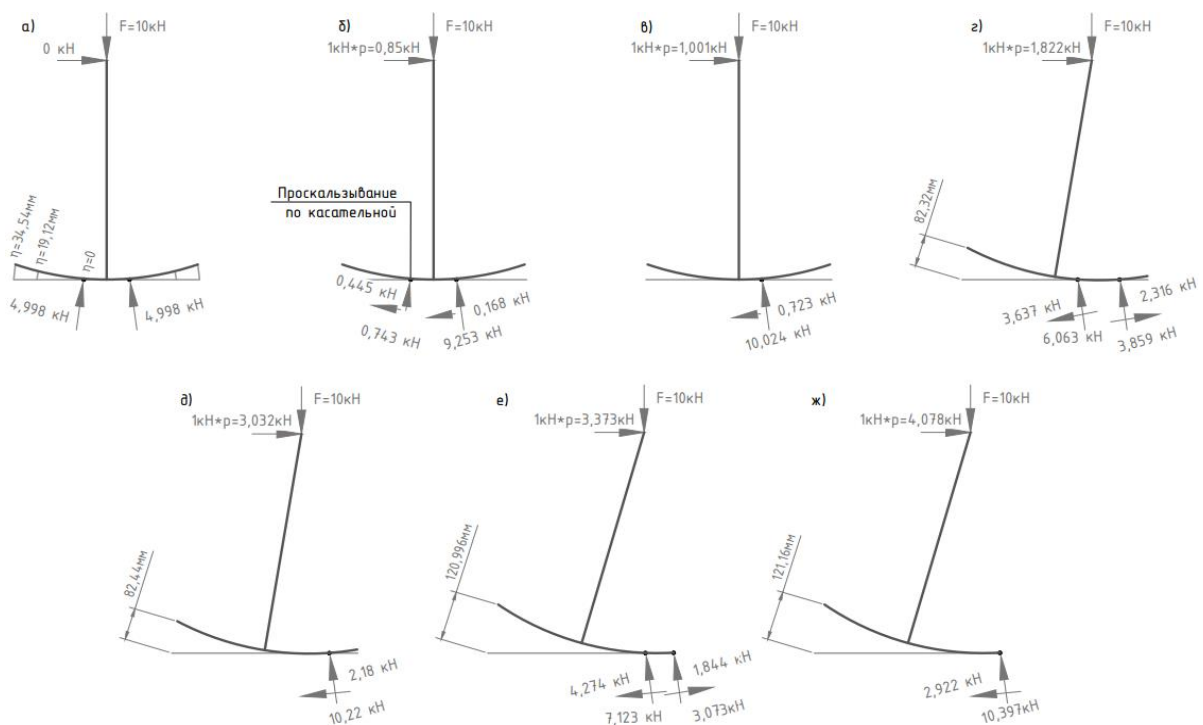 а)
F=10кН
0 кН
η=34,54мм
η=19,12мм
η=0
4,998 кН
4,998 кН
б)
F=10кН
1кН*р=0,85кН
Проскальзывание
по касательной
0,445 кН
0,743 кН
0,168 кН
9,253 кН
в)
F=10кН
1кН*р=1,001кН
0,723 кН
10,024 кН
г)
F=10кН
1кН*р=1,822кН
82,32мм
3,637 кН
6,063 кН
2,316 кН
3,859 кН
д)
F=10кН
1кН*р=3,032кН
82,44мм
2,18 кН
10,22 кН
е)
F=10кН
1кН*р=3,373кН
120,996мм
4,274 кН
7,123 кН
1,844 кН
3,073кН
ж)
F=10кН
1кН*р=4,078кН
121,16мм
2,922 кН
10,397кН